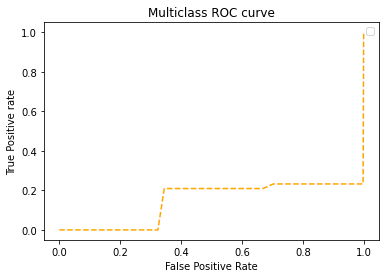 Multiclass ROC curve
1.0
0.8
0.6
0.4
0.2
0.0
True Positive rate
0.0 0.2 0.4 0.6 0.8 1.0
False Positive Rate